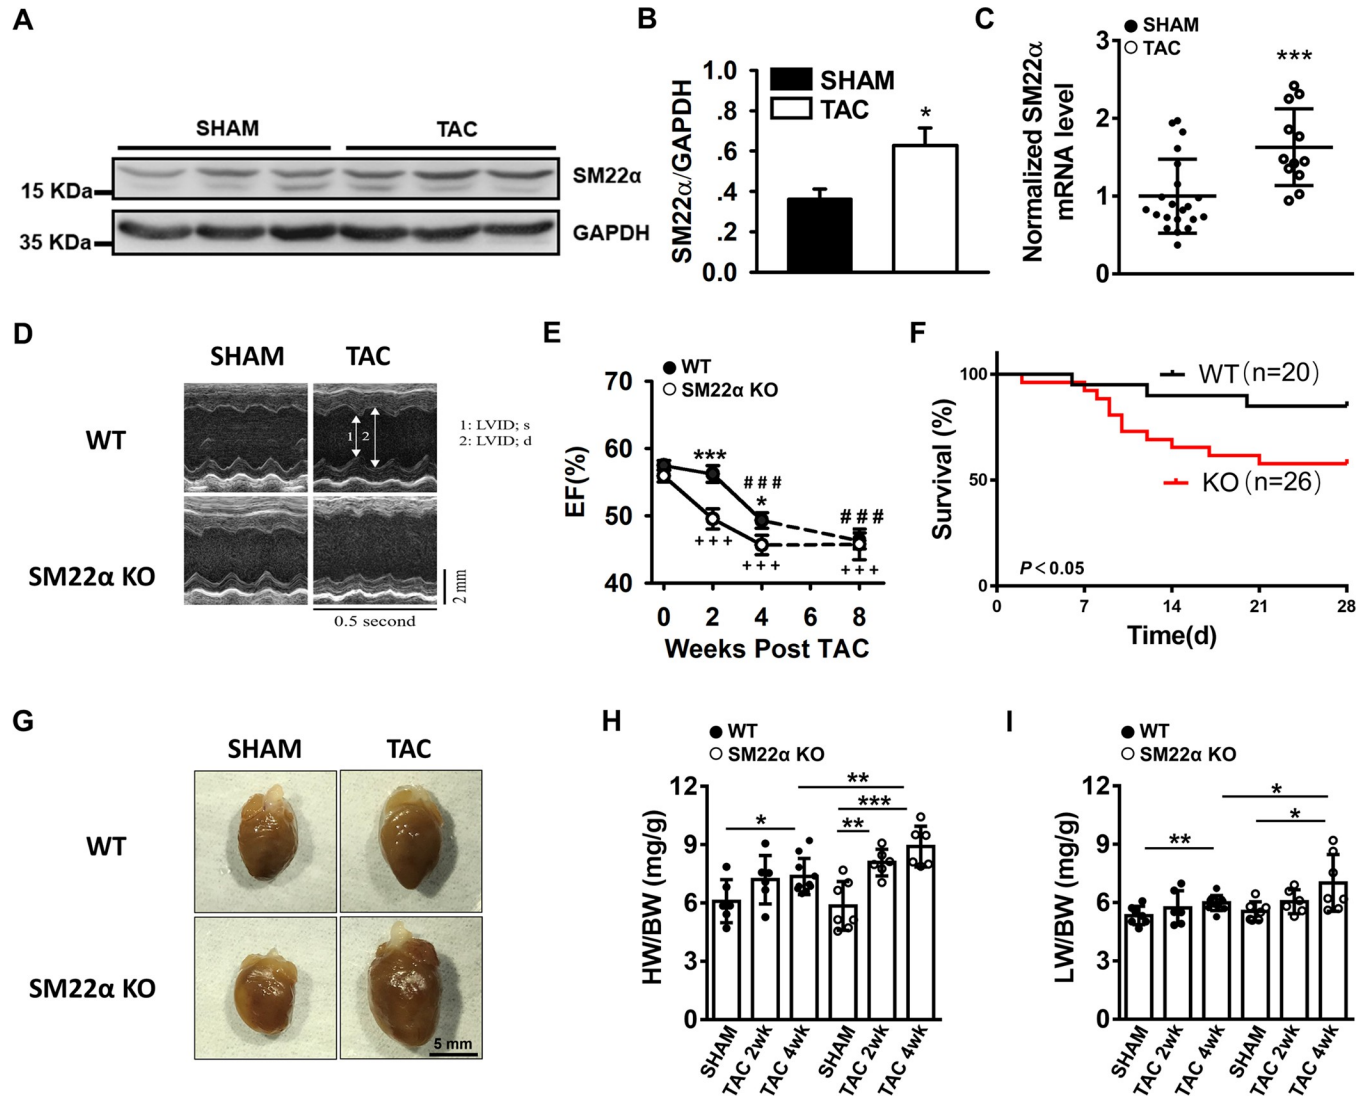 A
SHAM TAC
SM22α
15 KDa
GAPDH
35 KDa
B
SM22α/GAPDH
1.0
.8
.6
.4
.2
0.0
SHAM
TAC
*
C
SHAM
TAC
Normalized SM22α
mRNA level
3
2
1
0
***
D
SHAM TAC
WT
1 2
1: LVID; s
2: LVID; d
SM22α KO
2 mm
0.5 second
E
WT
SM22α KO
EF(%)
70
60
50
40
***
###
*
###
+++
+++
+++
0 2 4 6 8
Weeks Post TAC
F
Survival (%)
100
50
0
WT(n=20)
KO(n=26)
P<0.05
0 7 14 21 28
Time(d)
G
SHAM TAC
WT
SM22α KO
5 mm
H
WT
SM22α KO
HW/BW (mg/g)
12
9
6
3
0
**
***
*
**
SHAM TAC 2wk TAC 4wk SHAM TAC 2wk TAC 4wk
I
WT
SM22α KO
LW/BW (mg/g)
12
9
6
3
0
*
*
**
SHAM TAC 2wk TAC 4wk SHAM TAC 2wk TAC 4wk